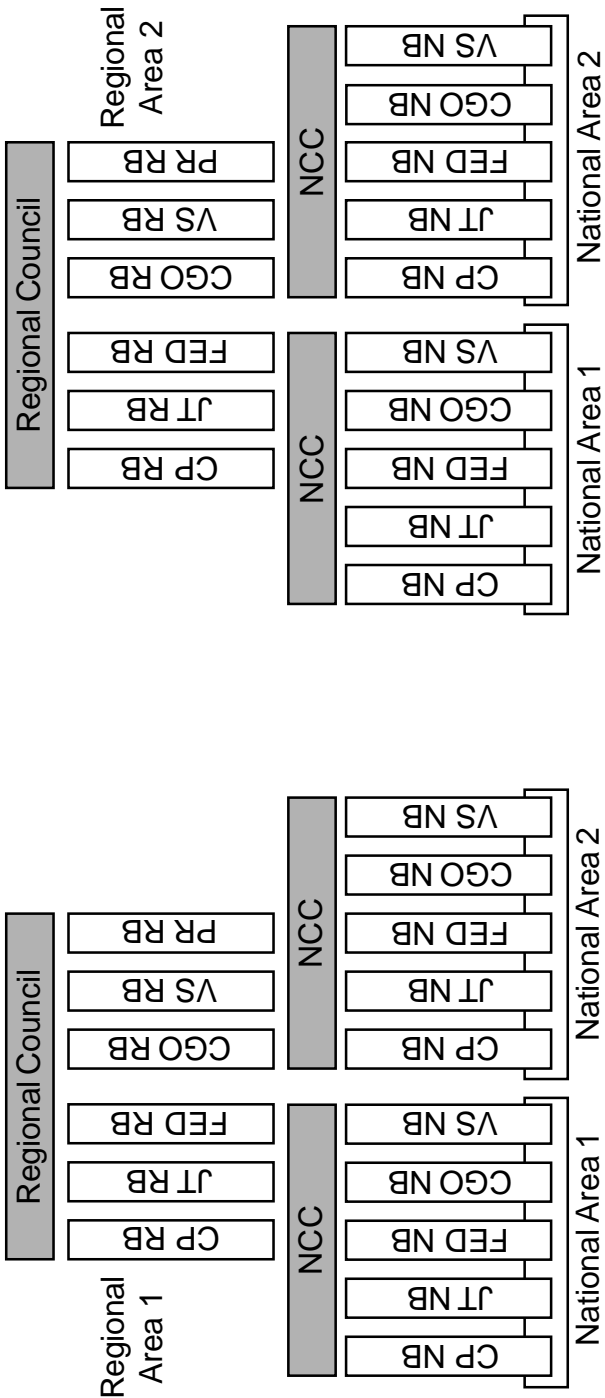 Regional Council
Regional Council
Regional
Area 1
CP RB
JT RB
FED RB
CGO RB
VS RB
PR RB
CP RB
JT RB
FED RB
CGO RB
VS RB
PR RB
Regional
Area 2
NCC
NCC
NCC
NCC
CP NB
JT NB
FED NB
CGO NB
VS NB
CP NB
JT NB
FED NB
CGO NB
VS NB
CP NB
JT NB
FED NB
CGO NB
VS NB
CP NB
JT NB
FED NB
CGO NB
VS NB
National Area 1
National Area 2
National Area 1
National Area 2